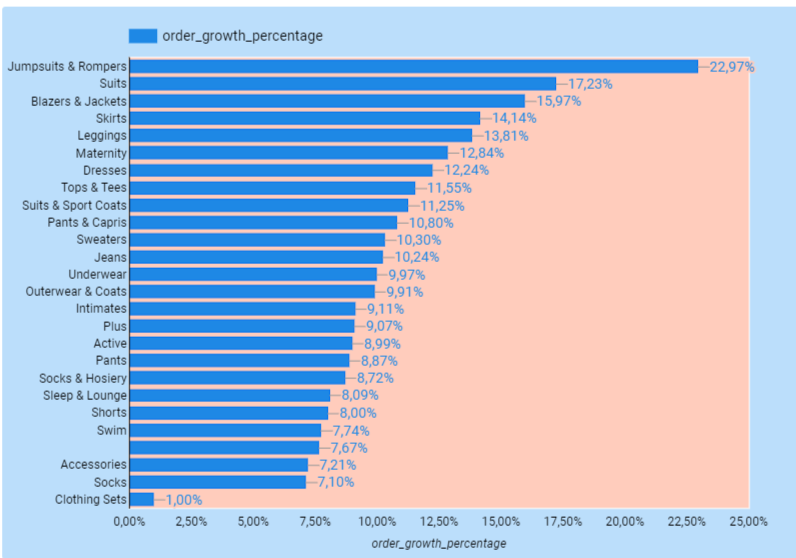 order_growth_percentage
Jumpsuits & Rompers 22,97%
Suits 17,23%
Blazers & Jackets 15,97%
Skirts 14,14%
Leggings 13,81%
Maternity 12,84%
Dresses 12,24%
Tops & Tees 11,55%
Suits & Sport Coats 11,25%
Pants & Capris 10,80%
Sweaters 10,30%
Jeans 10,24%
Underwear 9,97%
Outerwear & Coats 9,91%
Intimates 9,11%
Plus 9,07%
Active 8,99%
Pants 8,87%
Socks & Hosiery 8,72%
Sleep & Lounge 8,09%
Shorts 8,00%
Swim 7,74%
7,67%
Accessories 7,21%
Socks 7,10%
Clothing Sets 1,00%
0,00% 2,50% 5,00% 7,50% 10,00% 12,50% 15,00% 17,50% 20,00% 22,50% 25,00%
order_growth_percentage